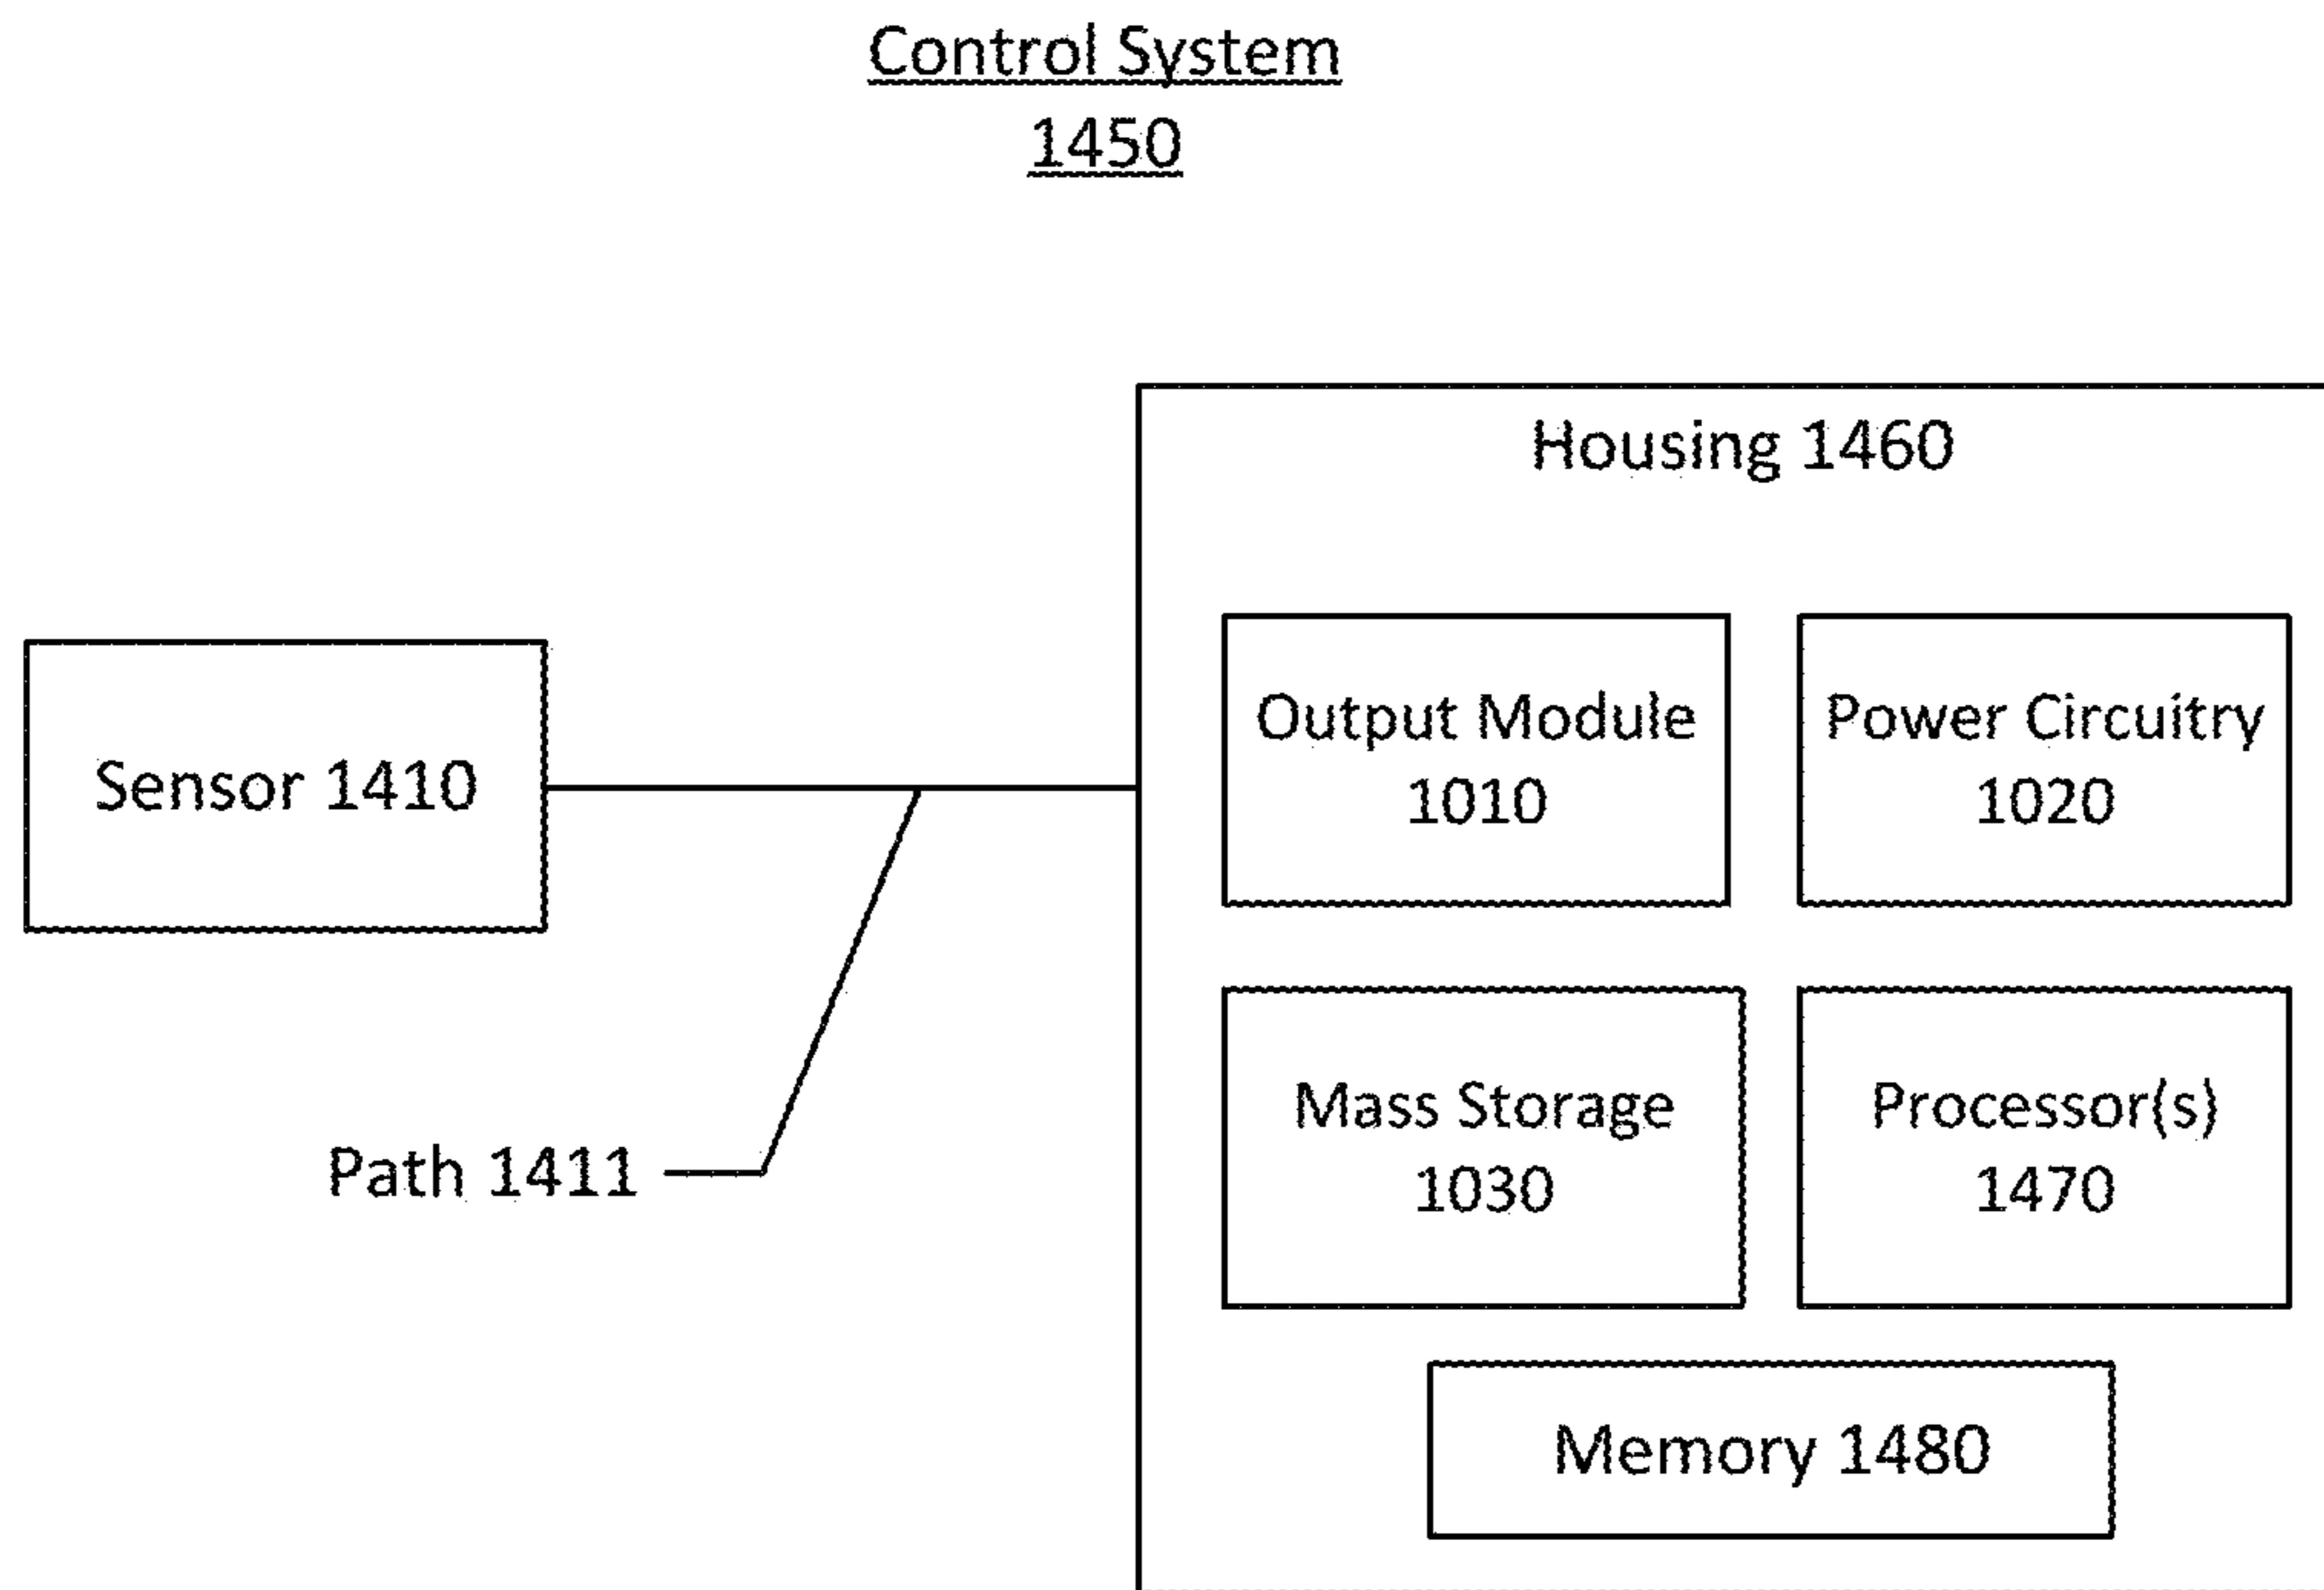 Control System
1450
Housing 1460
Output Module
1010
Power Circuitry
1020
Sensor 1410
Mass Storage
1030
Processor(s)
1470
Path 1411
Memory 1480